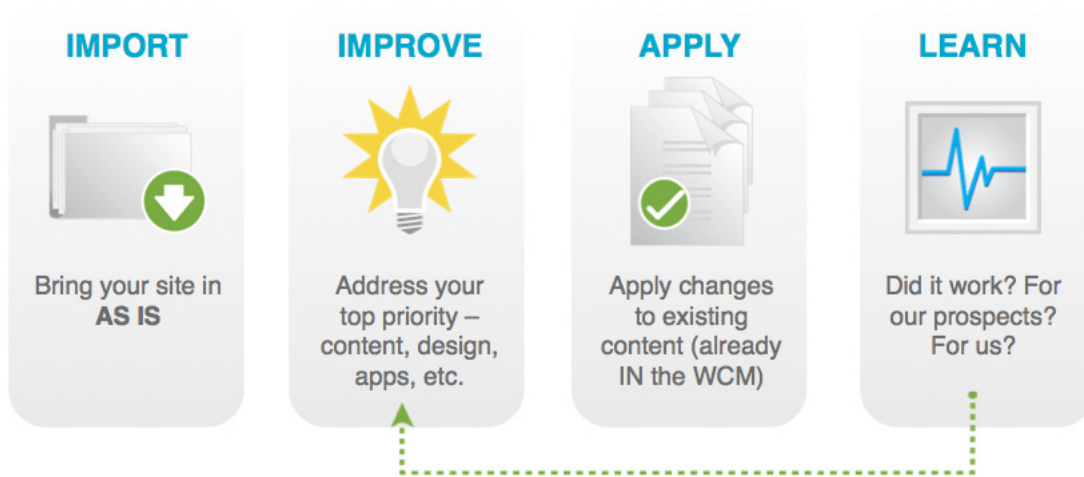 IMPORT
Bring your site in
AS IS
IMPROVE
Address your
top priority –
content, design,
apps, etc.
APPLY
Apply changes
to existing
content (already
IN the WCM)
LEARN
Did it work? For
our prospects?
For us?